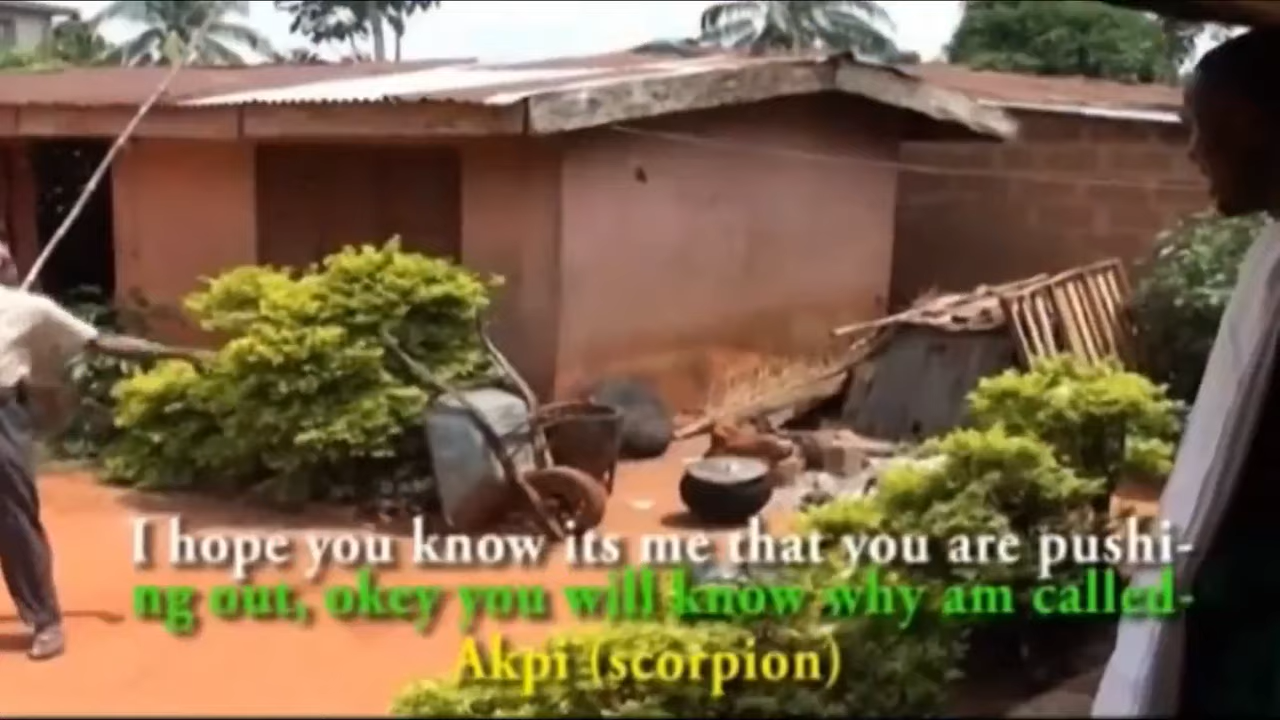 I hope you know its me that you are pushi-
ng out, okey you will know why am called-
Akpi (scorpion)